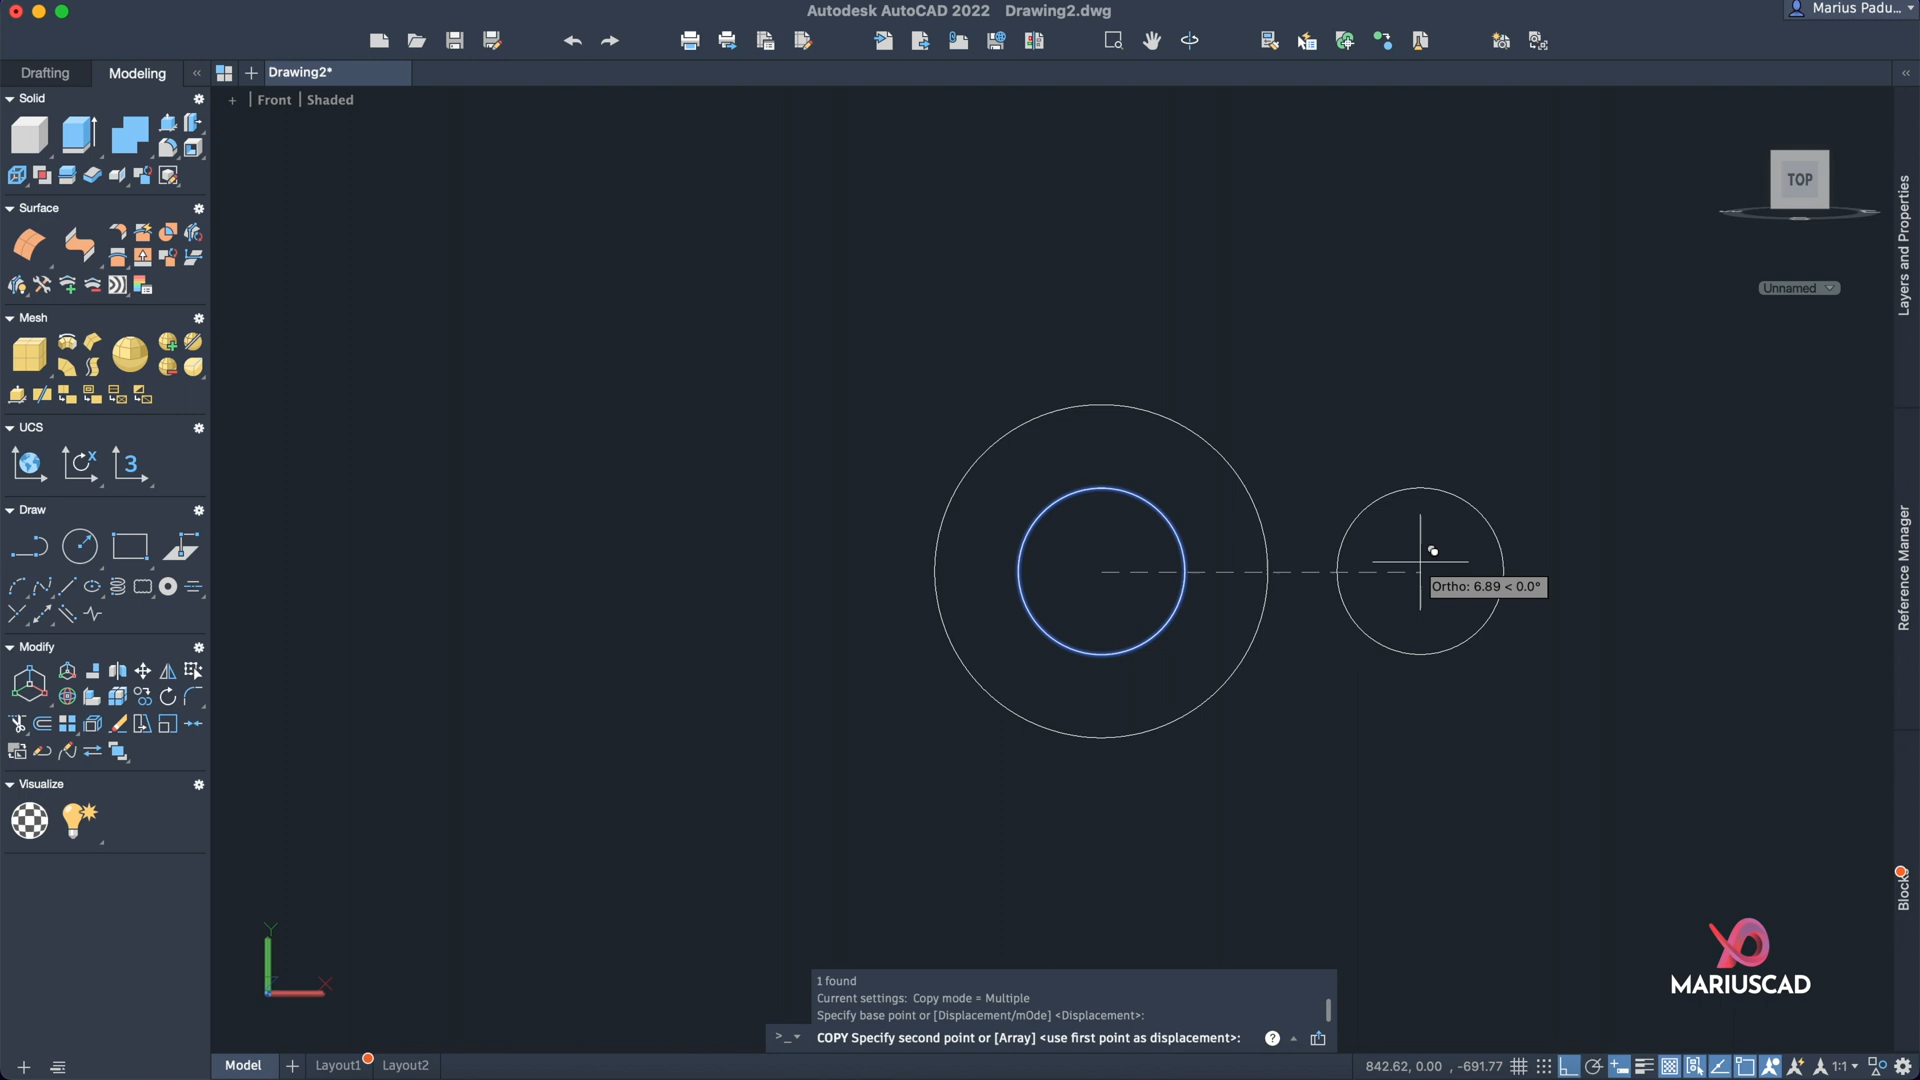 Autodesk AutoCAD 2022 Drawing2.dwg
Marius Padu...
Drafting
Modeling
Drawing2*
Front
Shaded
Solid
Surface
Mesh
UCS
X
3
Draw
Modify
Visualize
TOP
Unnamed
Layers and Properties
Reference Manager
Blocks
Ortho: 6.89 < 0.0°
Y
X
MARIUSCAD
1 found
Current settings: Copy mode = Multiple
Specify base point or [Displacement/mOde] <Displacement>:
>_ COPY Specify second point or [Array] <use first point as displacement>:
Model
Layout1
Layout2
842.62, 0.00 , -691.77
1:1